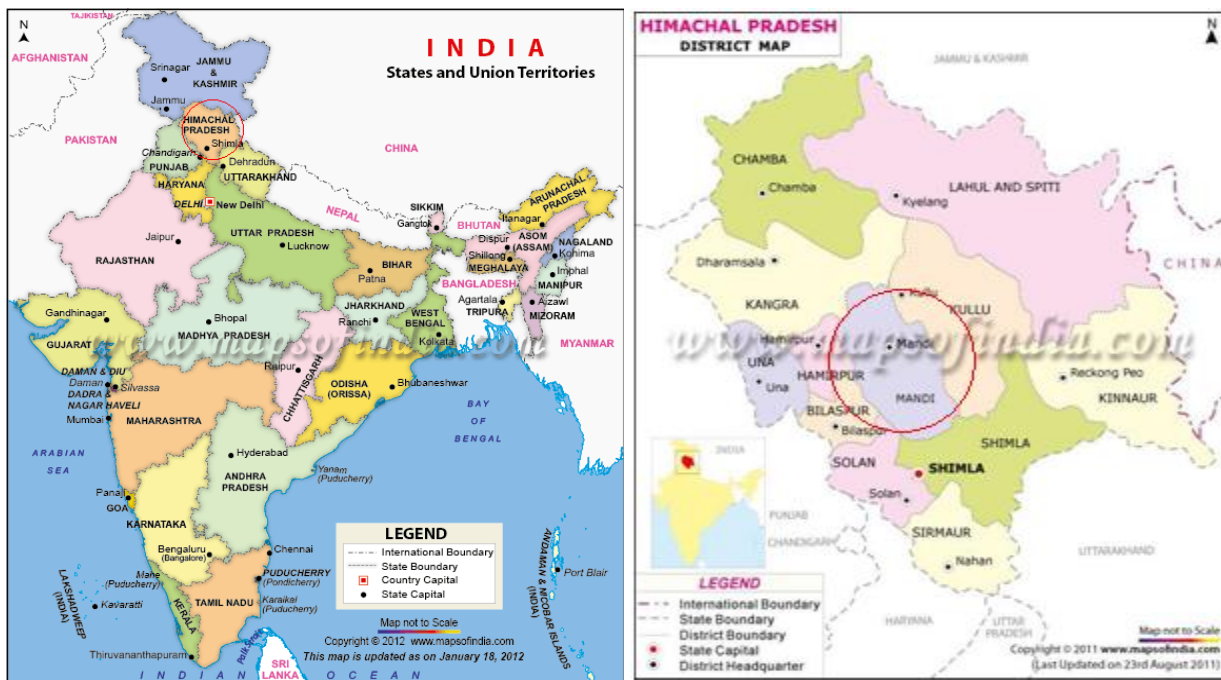 N
TAJIKISTAN
AFGHANISTAN
INDIA
States and Union Territories
JAMMU
&
KASHMIR
Srinagar
Jammu
HIMACHAL
PRADESH
Shimla
PAKISTAN
CHINA
Chandigarh
PUNJAB
Dehradun
UTTARAKHAND
HARYANA
DELHI
New Delhi
NEPAL
SIKKIM
Gangtok
BHUTAN
ARUNACHAL
PRADESH
Itanagar
Jaipur
RAJASTHAN
UTTAR PRADESH
Lucknow
BIHAR
Patna
Dispur
ASOM
(ASSAM)
NAGALAND
Kohima
Shillong
MEGHALAYA
Imphal
MANIPUR
BANGLADESH
Agartala
TRIPURA
Aizawl
MIZORAM
MYANMAR
Gandhinagar
GUJARAT
Bhopal
MADHYA PRADESH
JHARKHAND
Ranchi
WEST
BENGAL
Kolkata
www.mapsofindia.com
DAMAN & DIU
Daman
Silvassa
DADRA &
NAGAR HAVELI
Mumbai
MAHARASHTRA
Raipur
CHHATTISGARH
ODISHA
(ORISSA)
Bhubaneshwar
BAY
OF
BENGAL
ARABIAN
SEA
Hyderabad
ANDHRA
PRADESH
Yanam
(Puducherry)
Panaji
GOA
KARNATAKA
Bengaluru
(Bangalore)
Chennai
Mahe
(Puducherry)
PUDUCHERRY
(Pondicherry)
Karaikal
(Puducherry)
TAMIL NADU
KERALA
LAKSHADWEEP
(INDIA)
Kavaratti
Thiruvananthapuram
Palk Strait
SRI
LANKA
INDIAN OCEAN
ANDAMAN & NICOBAR ISLANDS
(INDIA)
Port Blair
LEGEND
International Boundary
State Boundary
Country Capital
State Capital
Map not to Scale
Copyright © 2012 www.mapsofindia.com
This map is updated as on January 18, 2012
HIMACHAL PRADESH
DISTRICT MAP
N
JAMMU & KASHMIR
CHAMBA
Chamba
LAHUL AND SPITI
Kyelang
Dharamsala
KANGRA
CHINA
Kullu
KULLU
www.mapsofindia.com
Hamirpur
HAMIRPUR
Mandi
MANDI
UNA
Una
Reckong Peo
KINNAUR
BILASPUR
Bilaspur
SHIMLA
SOLAN
SHIMLA
Solan
SIRMAUR
Nahan
INDIA
PUNJAB
CHANDIGARH
UTTARAKHAND
HARYANA
UTTAR
PRADESH
LEGEND
International Boundary
State Boundary
District Boundary
State Capital
District Headquarter
Map not to Scale
Copyright © 2011 www.mapsofindia.com
(Last Updated on 23rd August 2011)